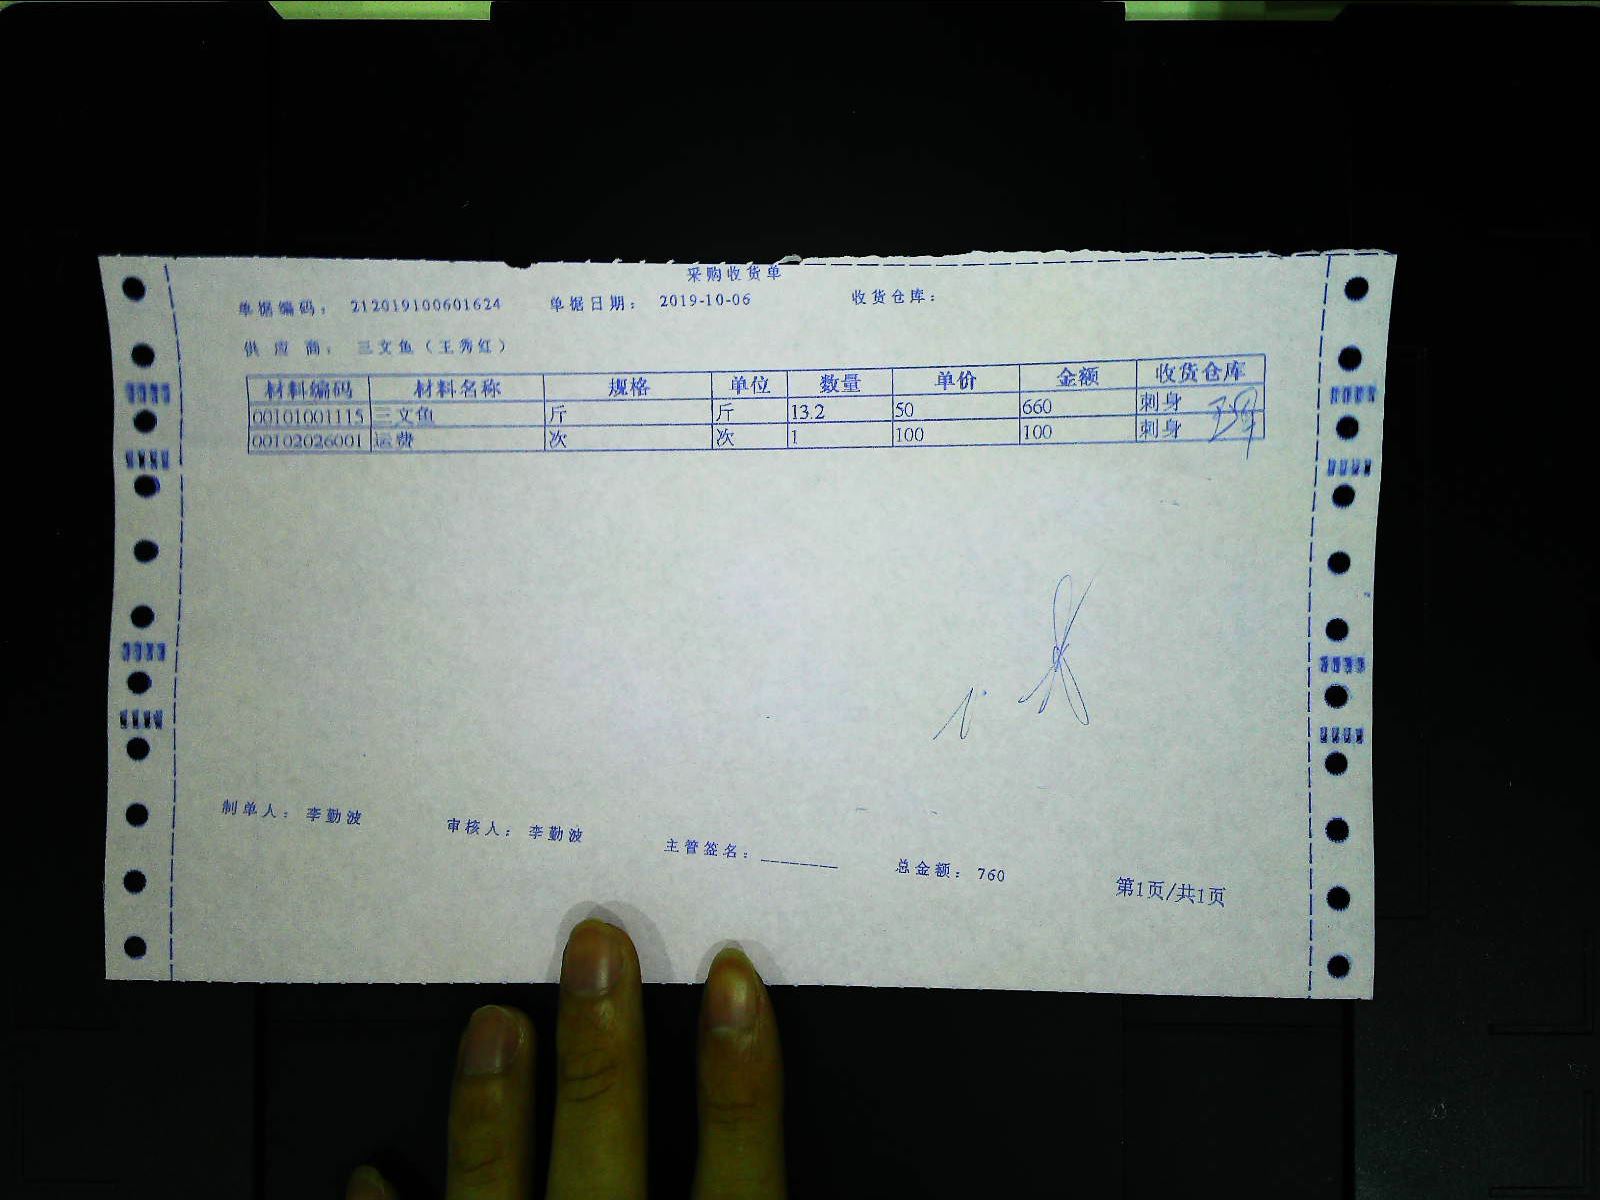 采购收货单
单据编码： 212019100601624 单据日期： 2019-10-06 收货仓库：
供应商： 三文鱼（王秀红）
材料编码 材料名称 规格 单位 数量 单价 金额 收货仓库
00101001115 三文鱼 斤 斤 13.2 50 660 刺身
00102026001 运费 次 次 1 100 100 刺身
制单人： 李勤波 审核人： 李勤波 主管签名：________ 总金额： 760 第1页/共1页